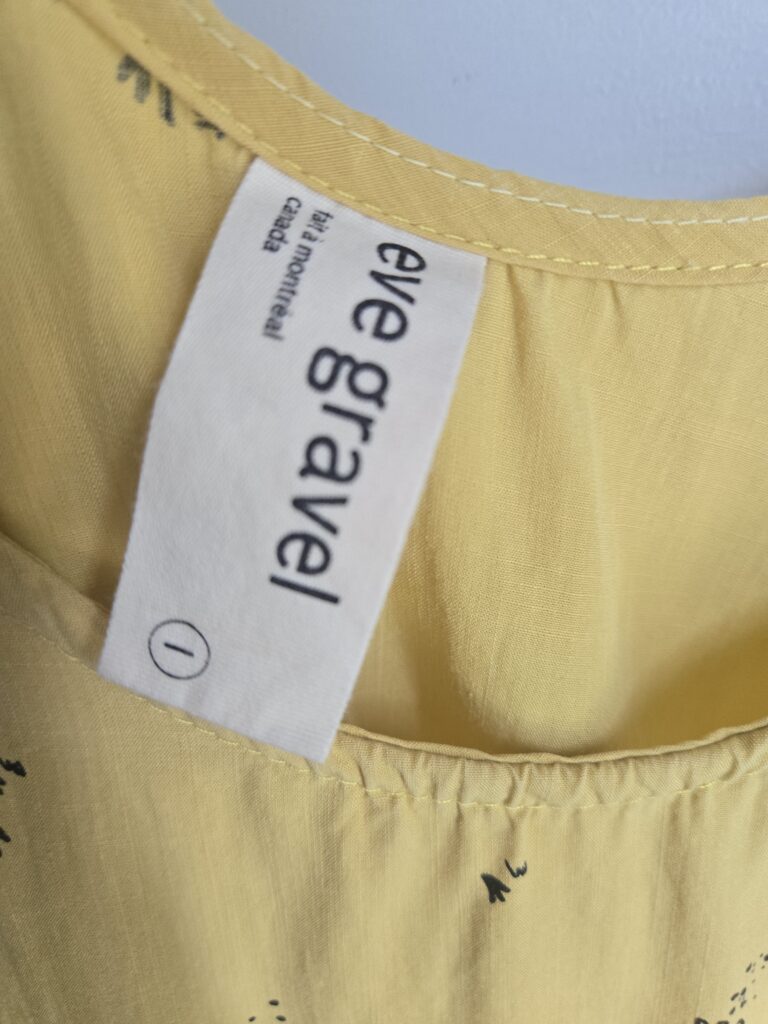 eve gravel
fait à montréal
canada
1